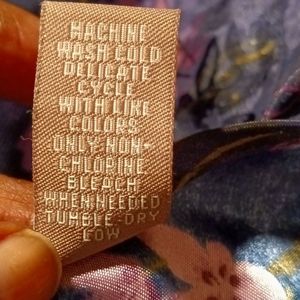 MACHINE
WASH COLD
DELICATE
CYCLE
WITH LIKE
COLORS
ONLY NON-
CHLORINE
BLEACH
WHEN NEEDED
TUMBLE DRY
LOW